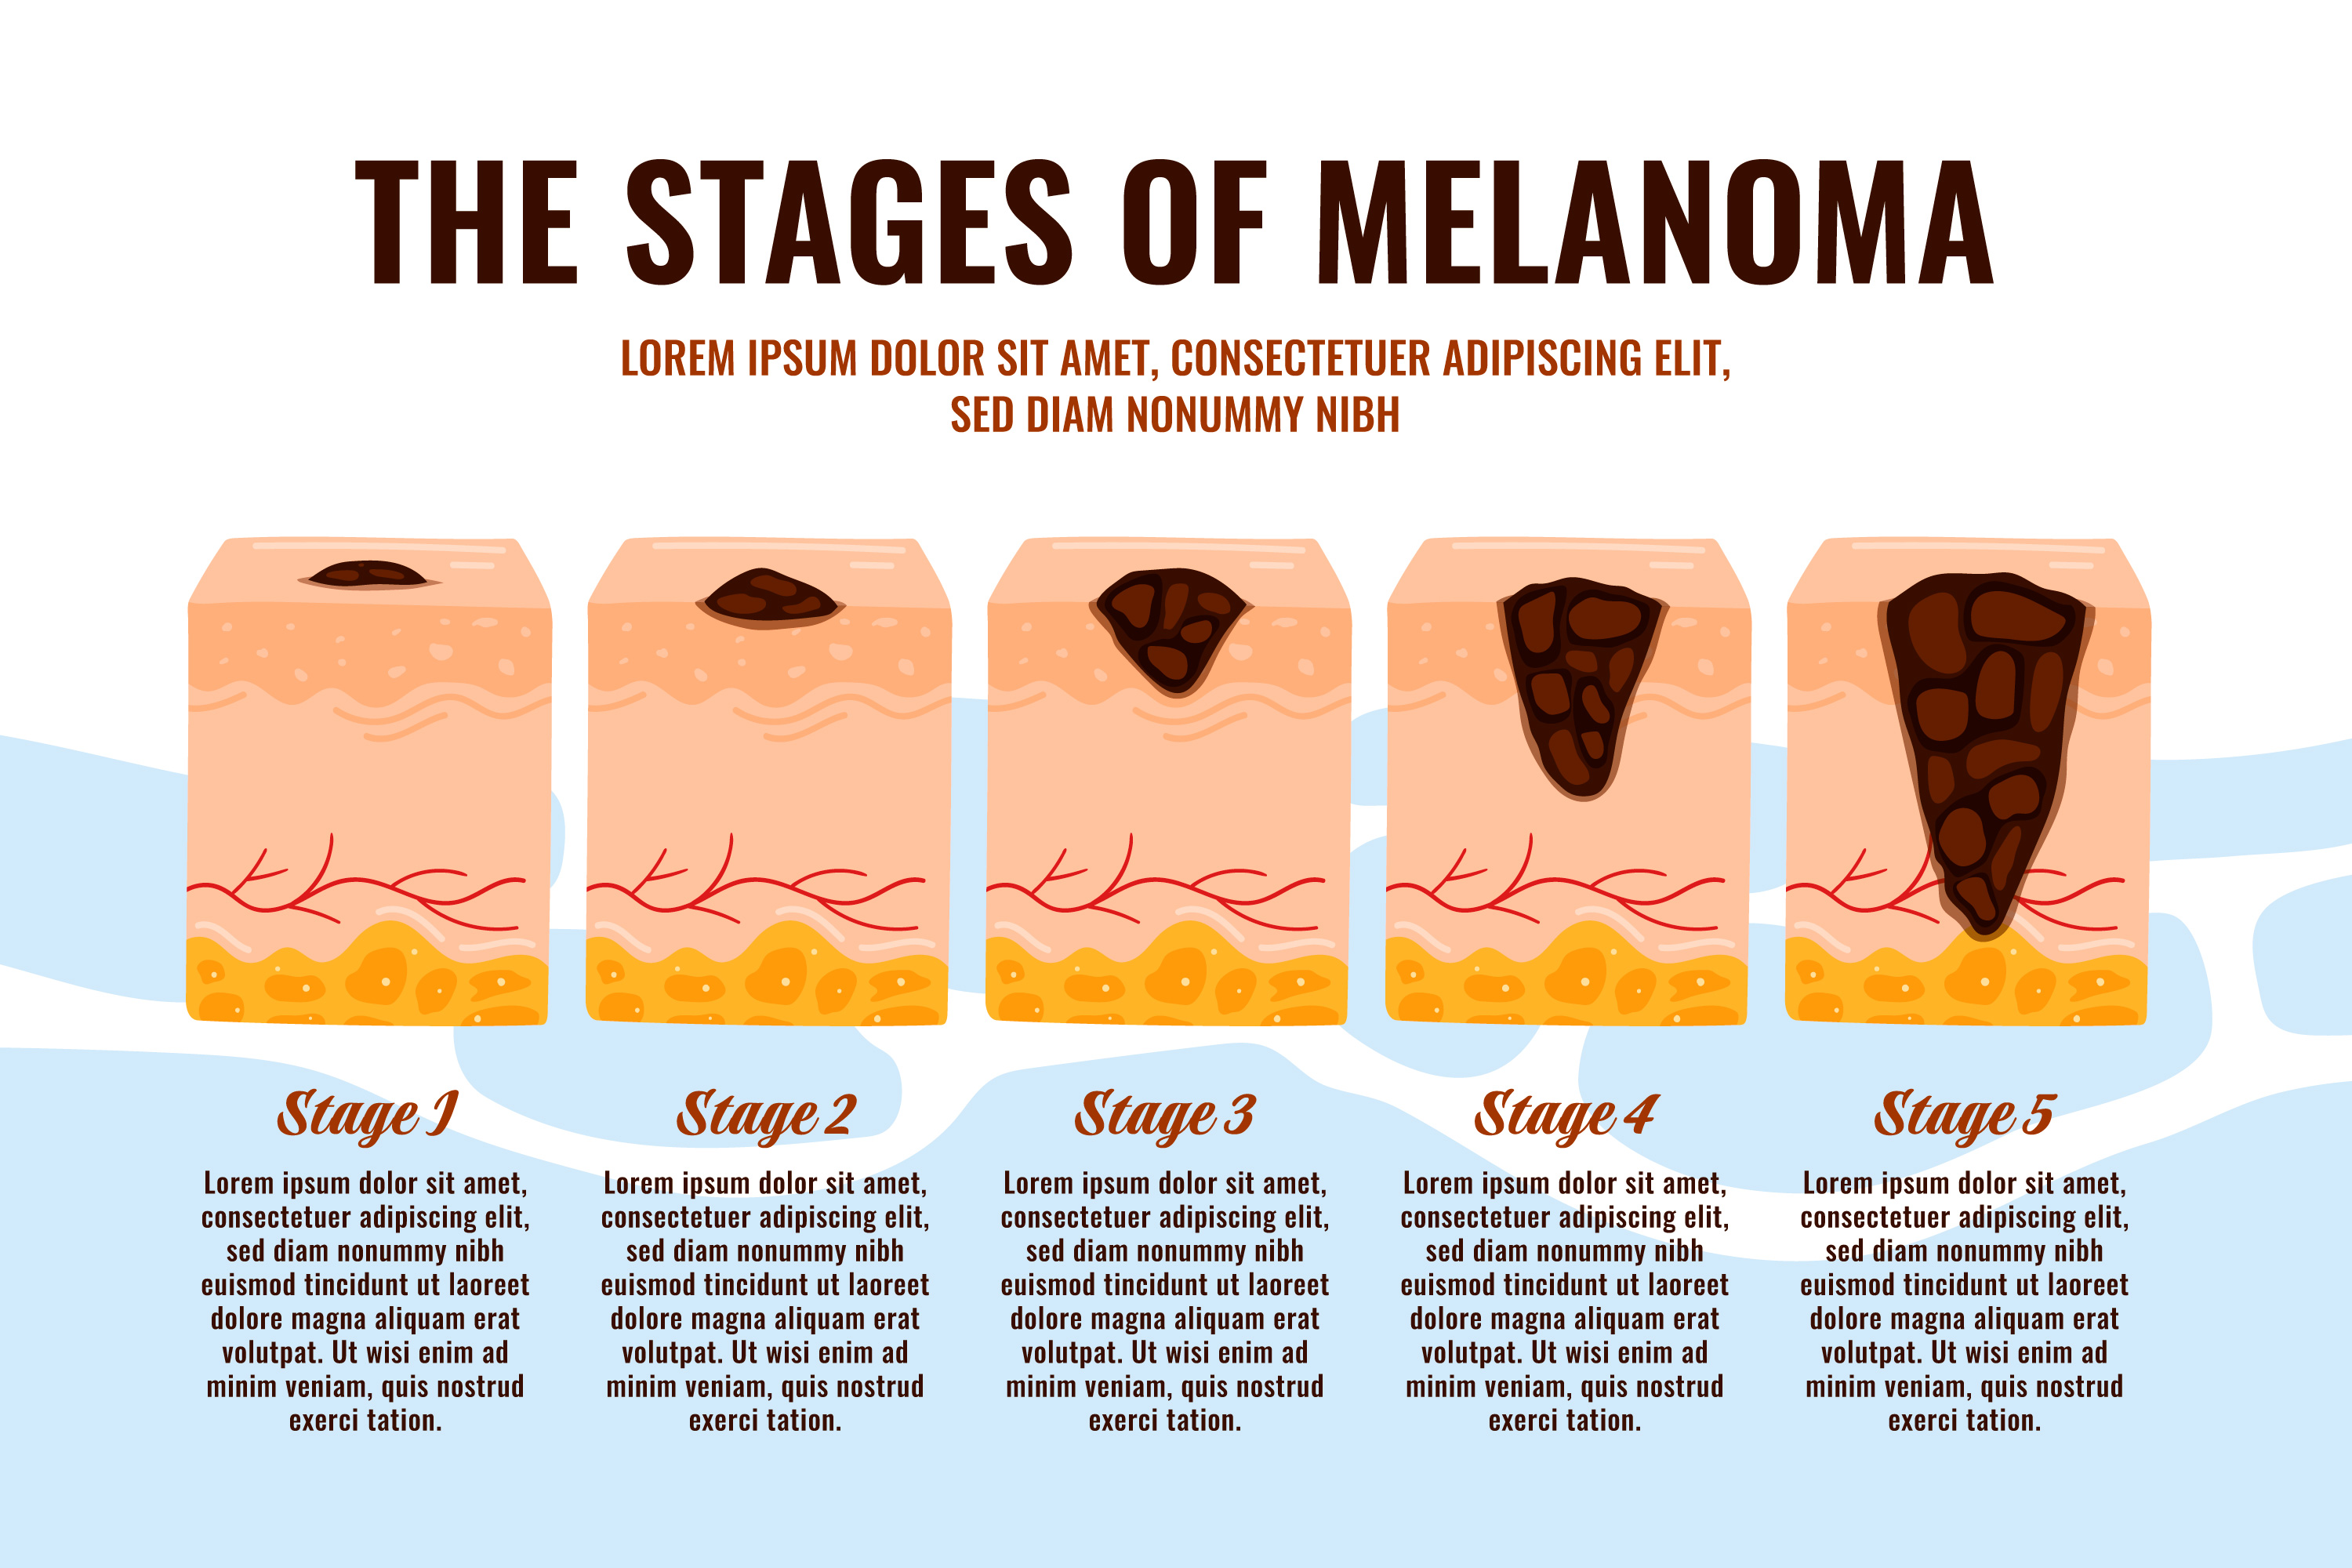 THE STAGES OF MELANOMA
LOREM IPSUM DOLOR SIT AMET, CONSECTETUER ADIPISCING ELIT,
SED DIAM NONUMMY NIBH
Stage 1
Lorem ipsum dolor sit amet,
consectetuer adipiscing elit,
sed diam nonummy nibh
euismod tincidunt ut laoreet
dolore magna aliquam erat
volutpat. Ut wisi enim ad
minim veniam, quis nostrud
exerci tation.
Stage 2
Lorem ipsum dolor sit amet,
consectetuer adipiscing elit,
sed diam nonummy nibh
euismod tincidunt ut laoreet
dolore magna aliquam erat
volutpat. Ut wisi enim ad
minim veniam, quis nostrud
exerci tation.
Stage 3
Lorem ipsum dolor sit amet,
consectetuer adipiscing elit,
sed diam nonummy nibh
euismod tincidunt ut laoreet
dolore magna aliquam erat
volutpat. Ut wisi enim ad
minim veniam, quis nostrud
exerci tation.
Stage 4
Lorem ipsum dolor sit amet,
consectetuer adipiscing elit,
sed diam nonummy nibh
euismod tincidunt ut laoreet
dolore magna aliquam erat
volutpat. Ut wisi enim ad
minim veniam, quis nostrud
exerci tation.
Stage 5
Lorem ipsum dolor sit amet,
consectetuer adipiscing elit,
sed diam nonummy nibh
euismod tincidunt ut laoreet
dolore magna aliquam erat
volutpat. Ut wisi enim ad
minim veniam, quis nostrud
exerci tation.